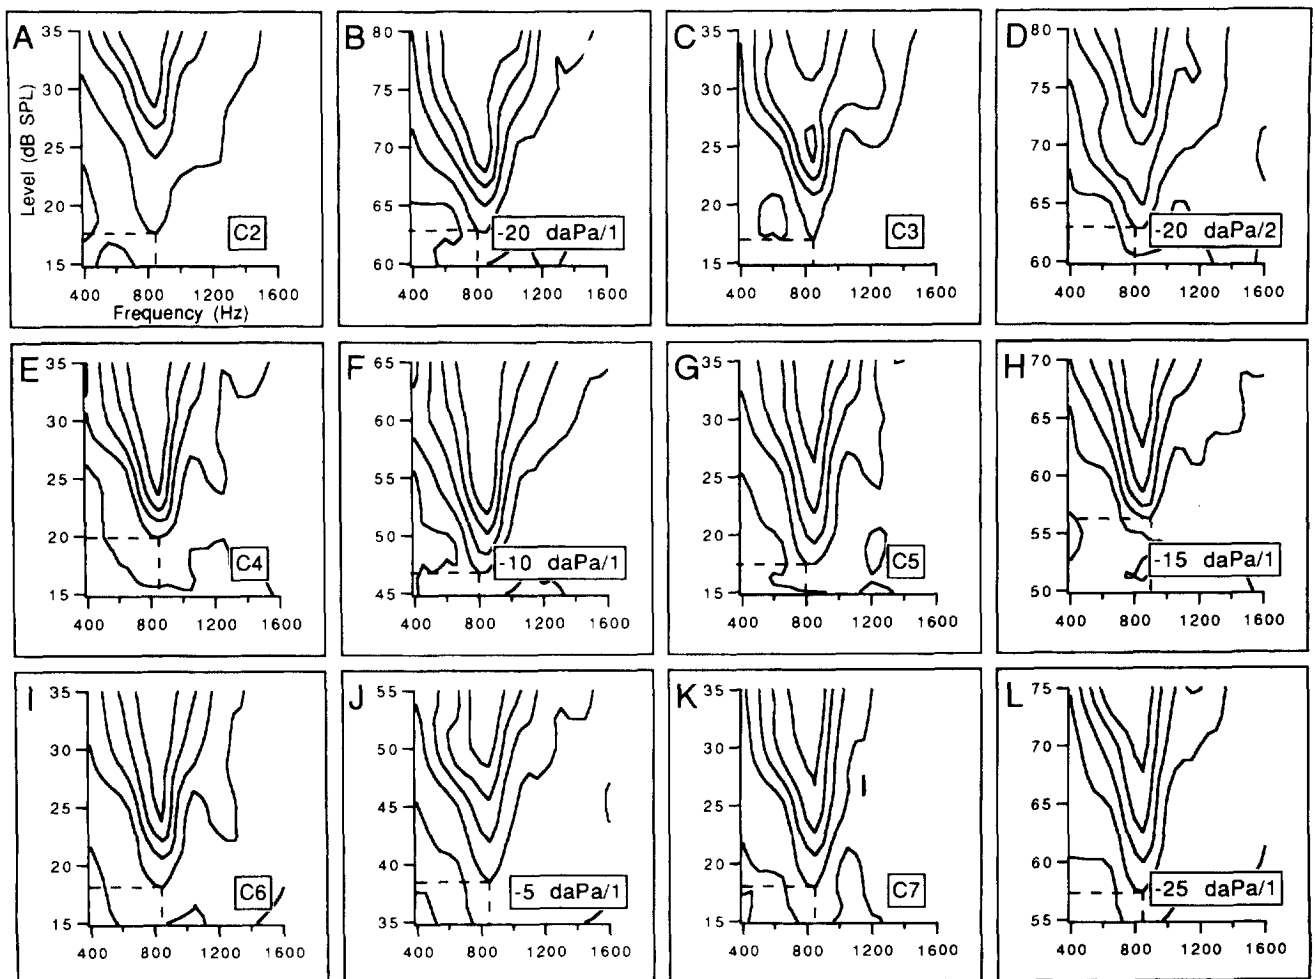 A
35
30
25
20
15
Level (dB SPL)
C2
400 800 1200 1600
Frequency (Hz)
B
80
75
70
65
60
-20 daPa/1
400 800 1200 1600
C
35
30
25
20
15
C3
400 800 1200 1600
D
80
75
70
65
60
-20 daPa/2
400 800 1200 1600
E
35
30
25
20
15
C4
400 800 1200 1600
F
65
60
55
50
45
-10 daPa/1
400 800 1200 1600
G
35
30
25
20
15
C5
400 800 1200 1600
H
70
65
60
55
50
-15 daPa/1
400 800 1200 1600
I
35
30
25
20
15
C6
400 800 1200 1600
J
55
50
45
40
35
-5 daPa/1
400 800 1200 1600
K
35
30
25
20
15
C7
400 800 1200 1600
L
75
70
65
60
55
-25 daPa/1
400 800 1200 1600